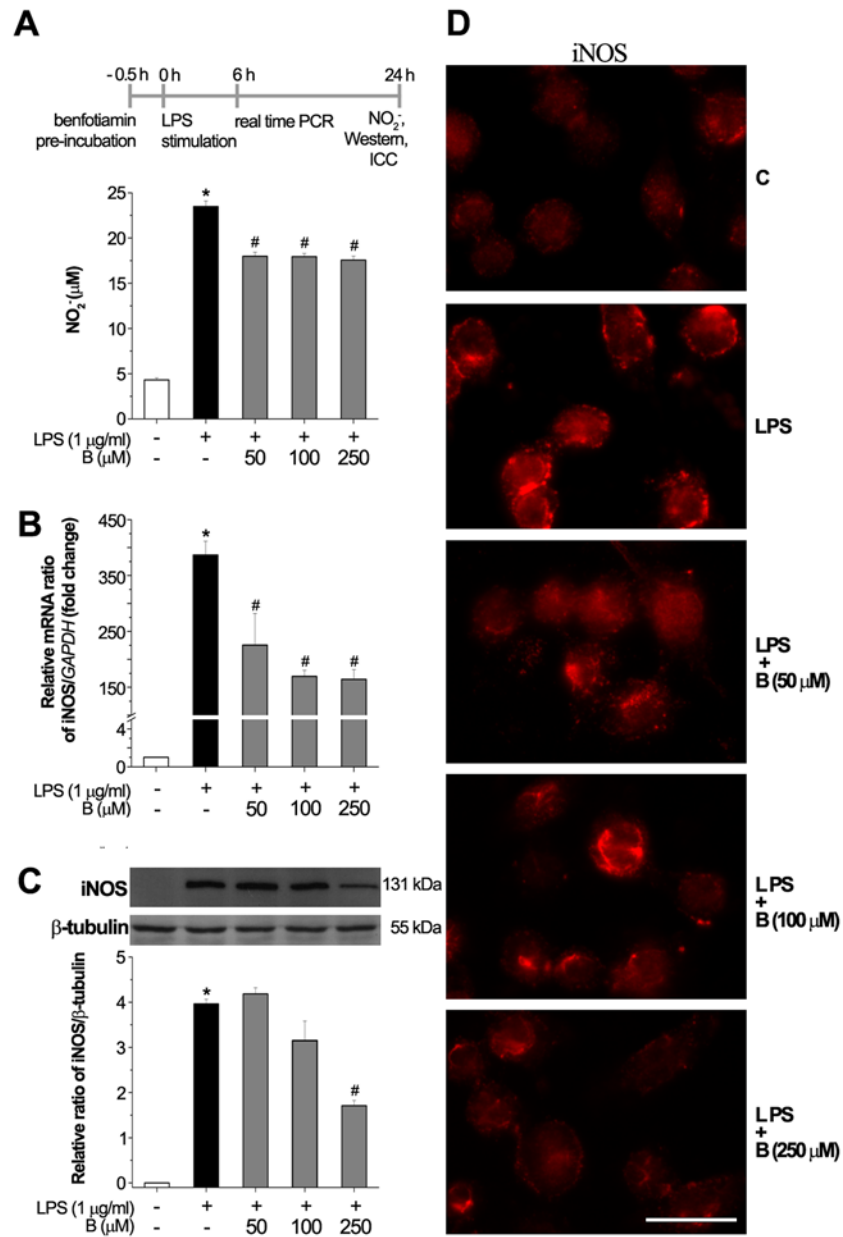 A
-0.5 h 0 h 6 h 24 h
benfotiamin LPS real time PCR NO₂⁻,
pre-incubation stimulation Western,
ICC
NO₂⁻(μM)
25
20
15
10
5
0
*
# # #
LPS (1 μg/ml) - + + + +
B (μM) - - 50 100 250
B
Relative mRNA ratio
of iNOS/GAPDH (fold change)
450
350
250
150
4
0
*
# # #
LPS (1 μg/ml) - + + + +
B (μM) - - 50 100 250
C
iNOS 131 kDa
β-tubulin 55 kDa
Relative ratio of iNOS/β-tubulin
5
4
3
2
1
0
*
#
LPS (1 μg/ml) - + + + +
B (μM) - - 50 100 250
D
iNOS
C
LPS
LPS
+
B (50 μM)
LPS
+
B (100 μM)
LPS
+
B (250 μM)